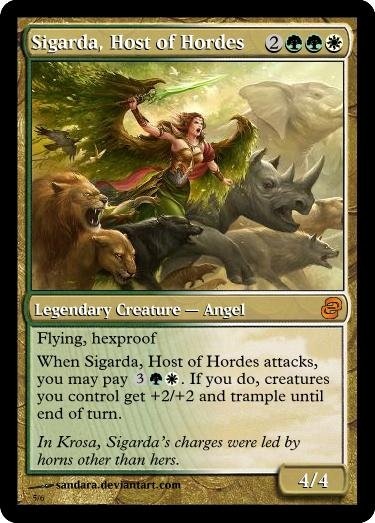 Sigarda, Host of Hordes 2
Legendary Creature — Angel
Flying, hexproof
When Sigarda, Host of Hordes attacks,
you may pay 3 . If you do, creatures
you control get +2/+2 and trample until
end of turn.
In Krosa, Sigarda's charges were led by
horns other than hers.
4/4
sandara.deviantart.com
5/6